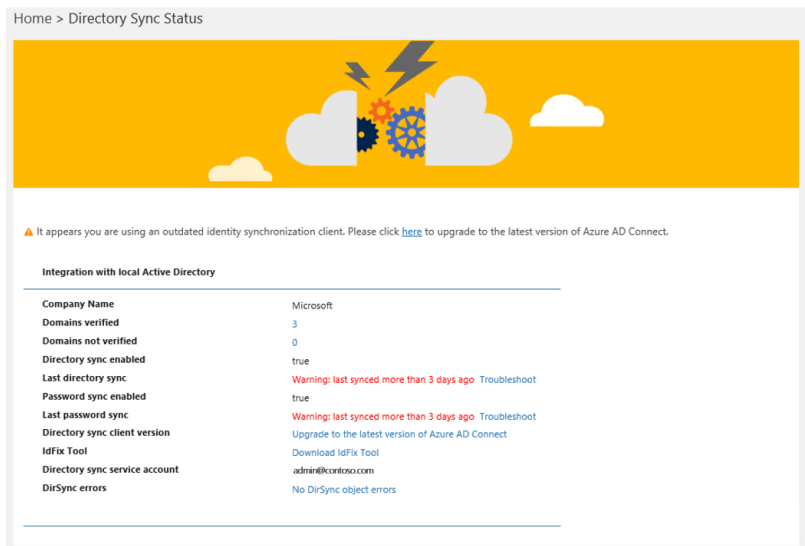 Home > Directory Sync Status
It appears you are using an outdated identity synchronization client. Please click here to upgrade to the latest version of Azure AD Connect.
Integration with local Active Directory
Company Name Microsoft
Domains verified 3
Domains not verified 0
Directory sync enabled true
Last directory sync Warning: last synced more than 3 days ago Troubleshoot
Password sync enabled true
Last password sync Warning: last synced more than 3 days ago Troubleshoot
Directory sync client version Upgrade to the latest version of Azure AD Connect
IdFix Tool Download IdFix Tool
Directory sync service account admin@contoso.com
DirSync errors No DirSync object errors